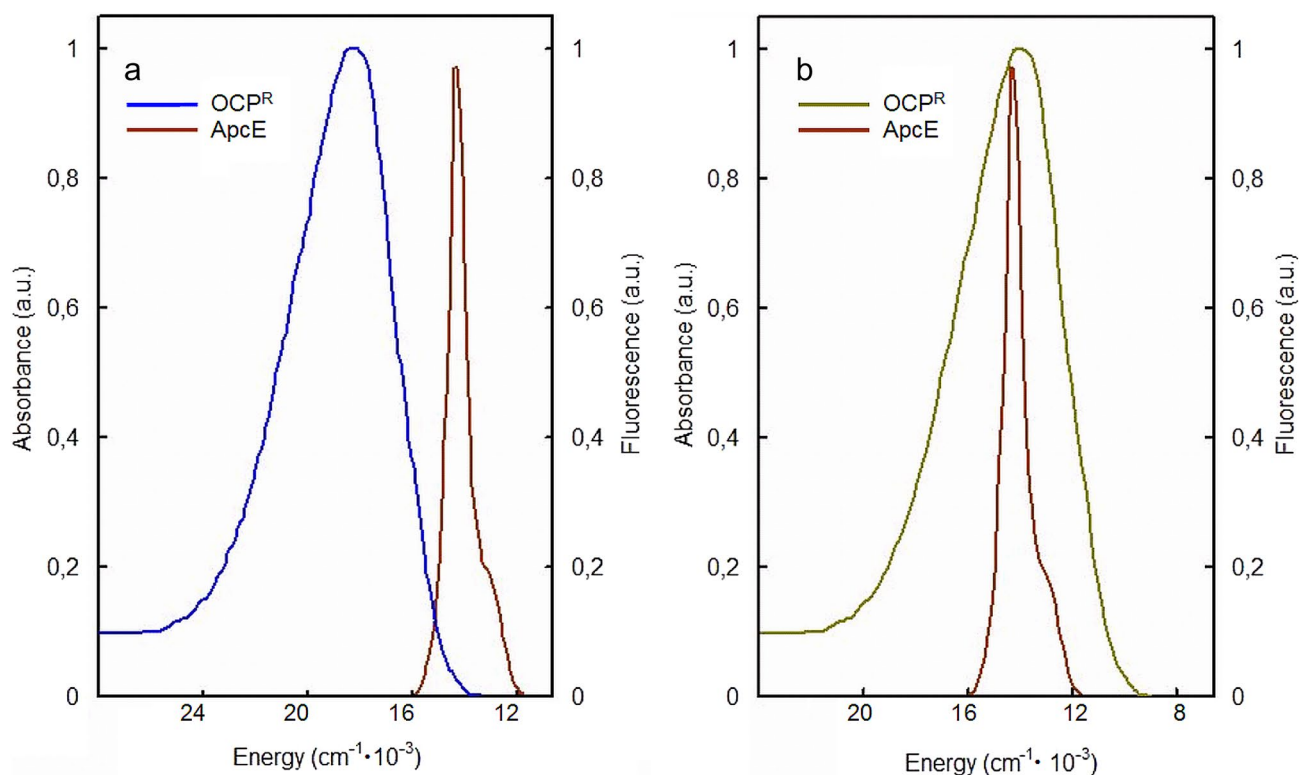 a
OCPᴿ
ApcE
1
0,8
0,6
0,4
0,2
0
Absorbance (a.u.)
1
0,8
0,6
0,4
0,2
0
Fluorescence (a.u.)
24 20 16 12
Energy (cm⁻¹·10⁻³)
b
OCPᴿ
ApcE
1
0,8
0,6
0,4
0,2
0
Absorbance (a.u.)
1
0,8
0,6
0,4
0,2
0
Fluorescence (a.u.)
20 16 12 8
Energy (cm⁻¹· 10⁻³)